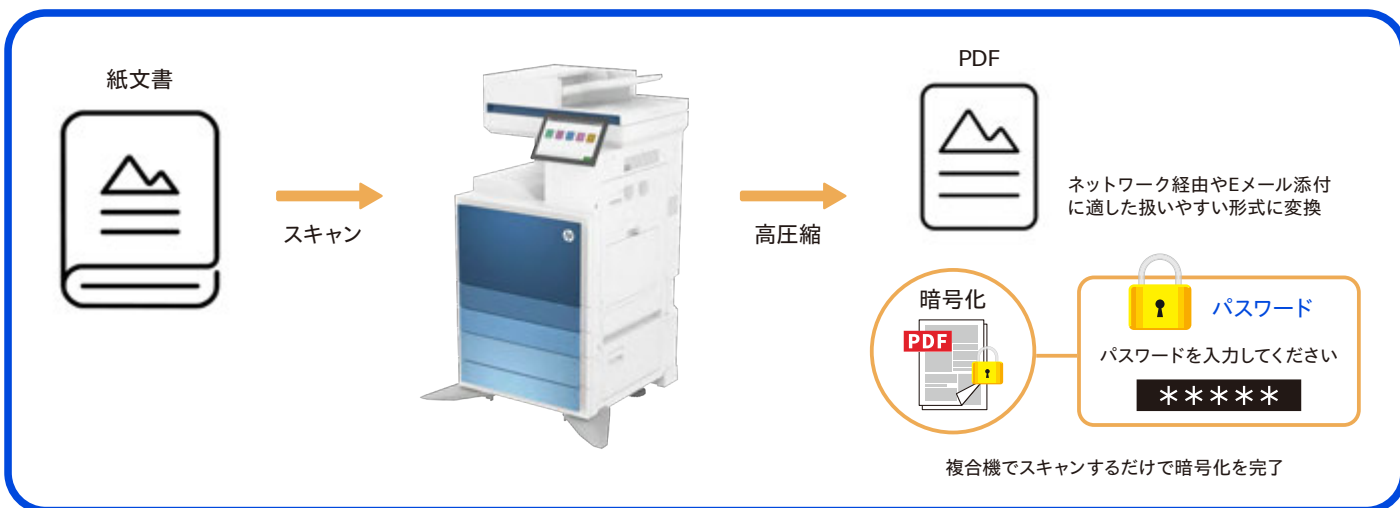 紙文書
スキャン
hp
高圧縮
PDF
ネットワーク経由やEメール添付
に適した扱いやすい形式に変換
暗号化
PDF
パスワード
パスワードを入力してください
*****
複合機でスキャンするだけで暗号化を完了